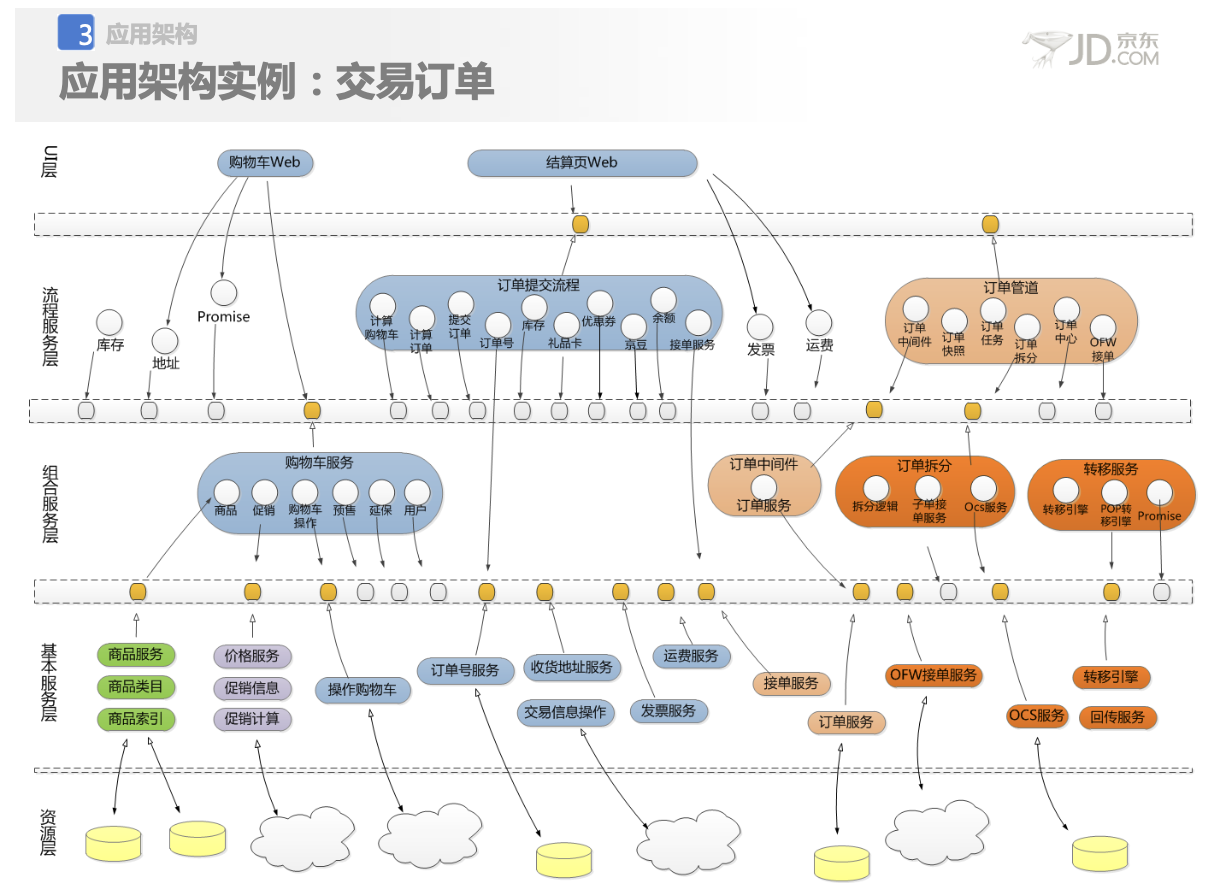 3 应用架构
应用架构实例：交易订单
JD.COM 京东
UI层
购物车Web
结算页Web
流程服务层
库存
地址
Promise
订单提交流程
计算
购物车
计算
订单
提交
订单
订单号
库存
礼品卡
优惠券
京豆
余额
接单服务
发票
运费
订单管道
订单
中间件
订单
快照
订单
任务
订单
拆分
订单
中心
OFW
接单
组合服务层
购物车服务
商品
促销
购物车
操作
预售
延保
用户
订单中间件
订单服务
订单拆分
拆分逻辑
子单接
单服务
Ocs服务
转移服务
转移引擎
POP转
移引擎
Promise
基本服务层
商品服务
商品类目
商品索引
价格服务
促销信息
促销计算
操作购物车
订单号服务
收货地址服务
交易信息操作
运费服务
发票服务
接单服务
订单服务
OFW接单服务
OCS服务
转移引擎
回传服务
资源层